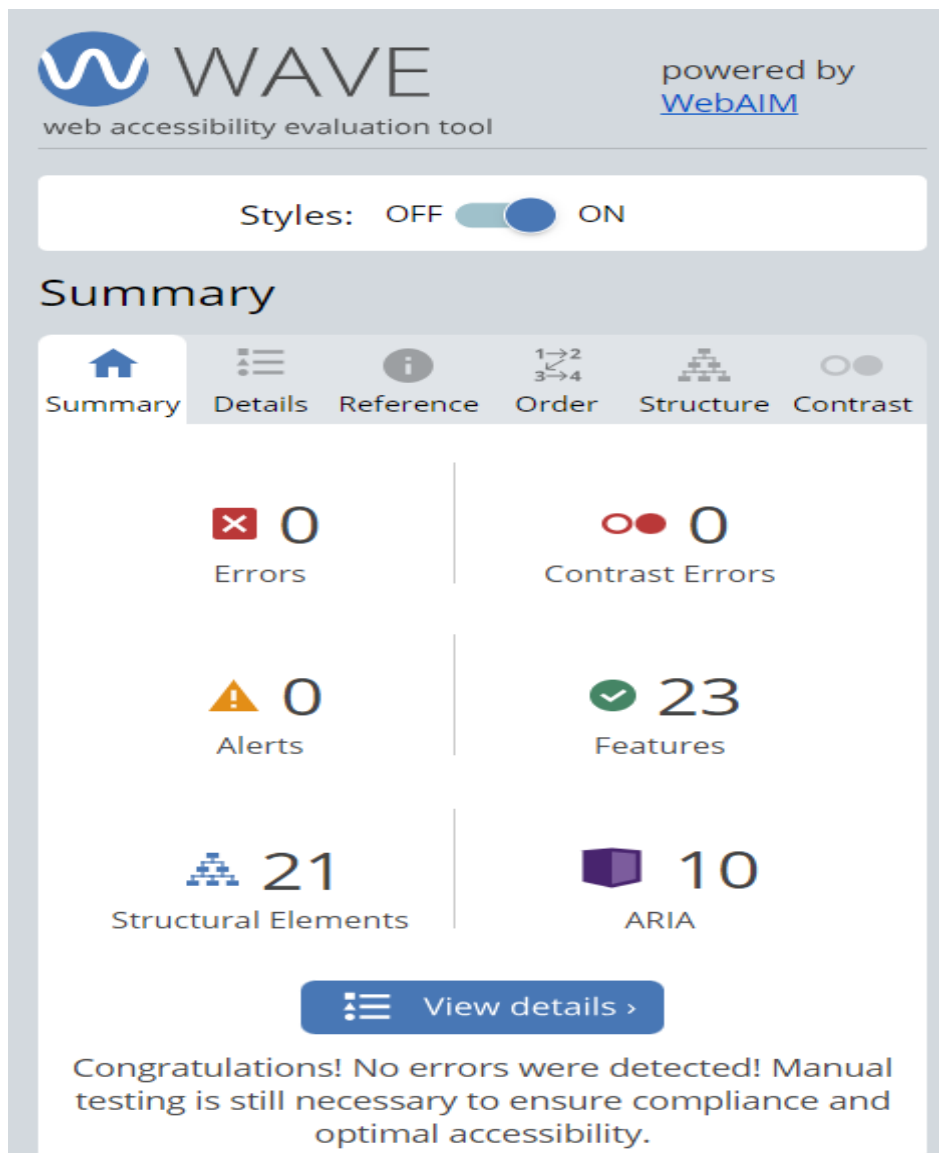 WAVE
powered by
WebAIM
web accessibility evaluation tool
Styles: OFF ON
Summary
1→2
3→4
Summary Details Reference Order Structure Contrast
0 0
Errors Contrast Errors
0 23
Alerts Features
21 10
Structural Elements ARIA
View details ›
Congratulations! No errors were detected! Manual
testing is still necessary to ensure compliance and
optimal accessibility.